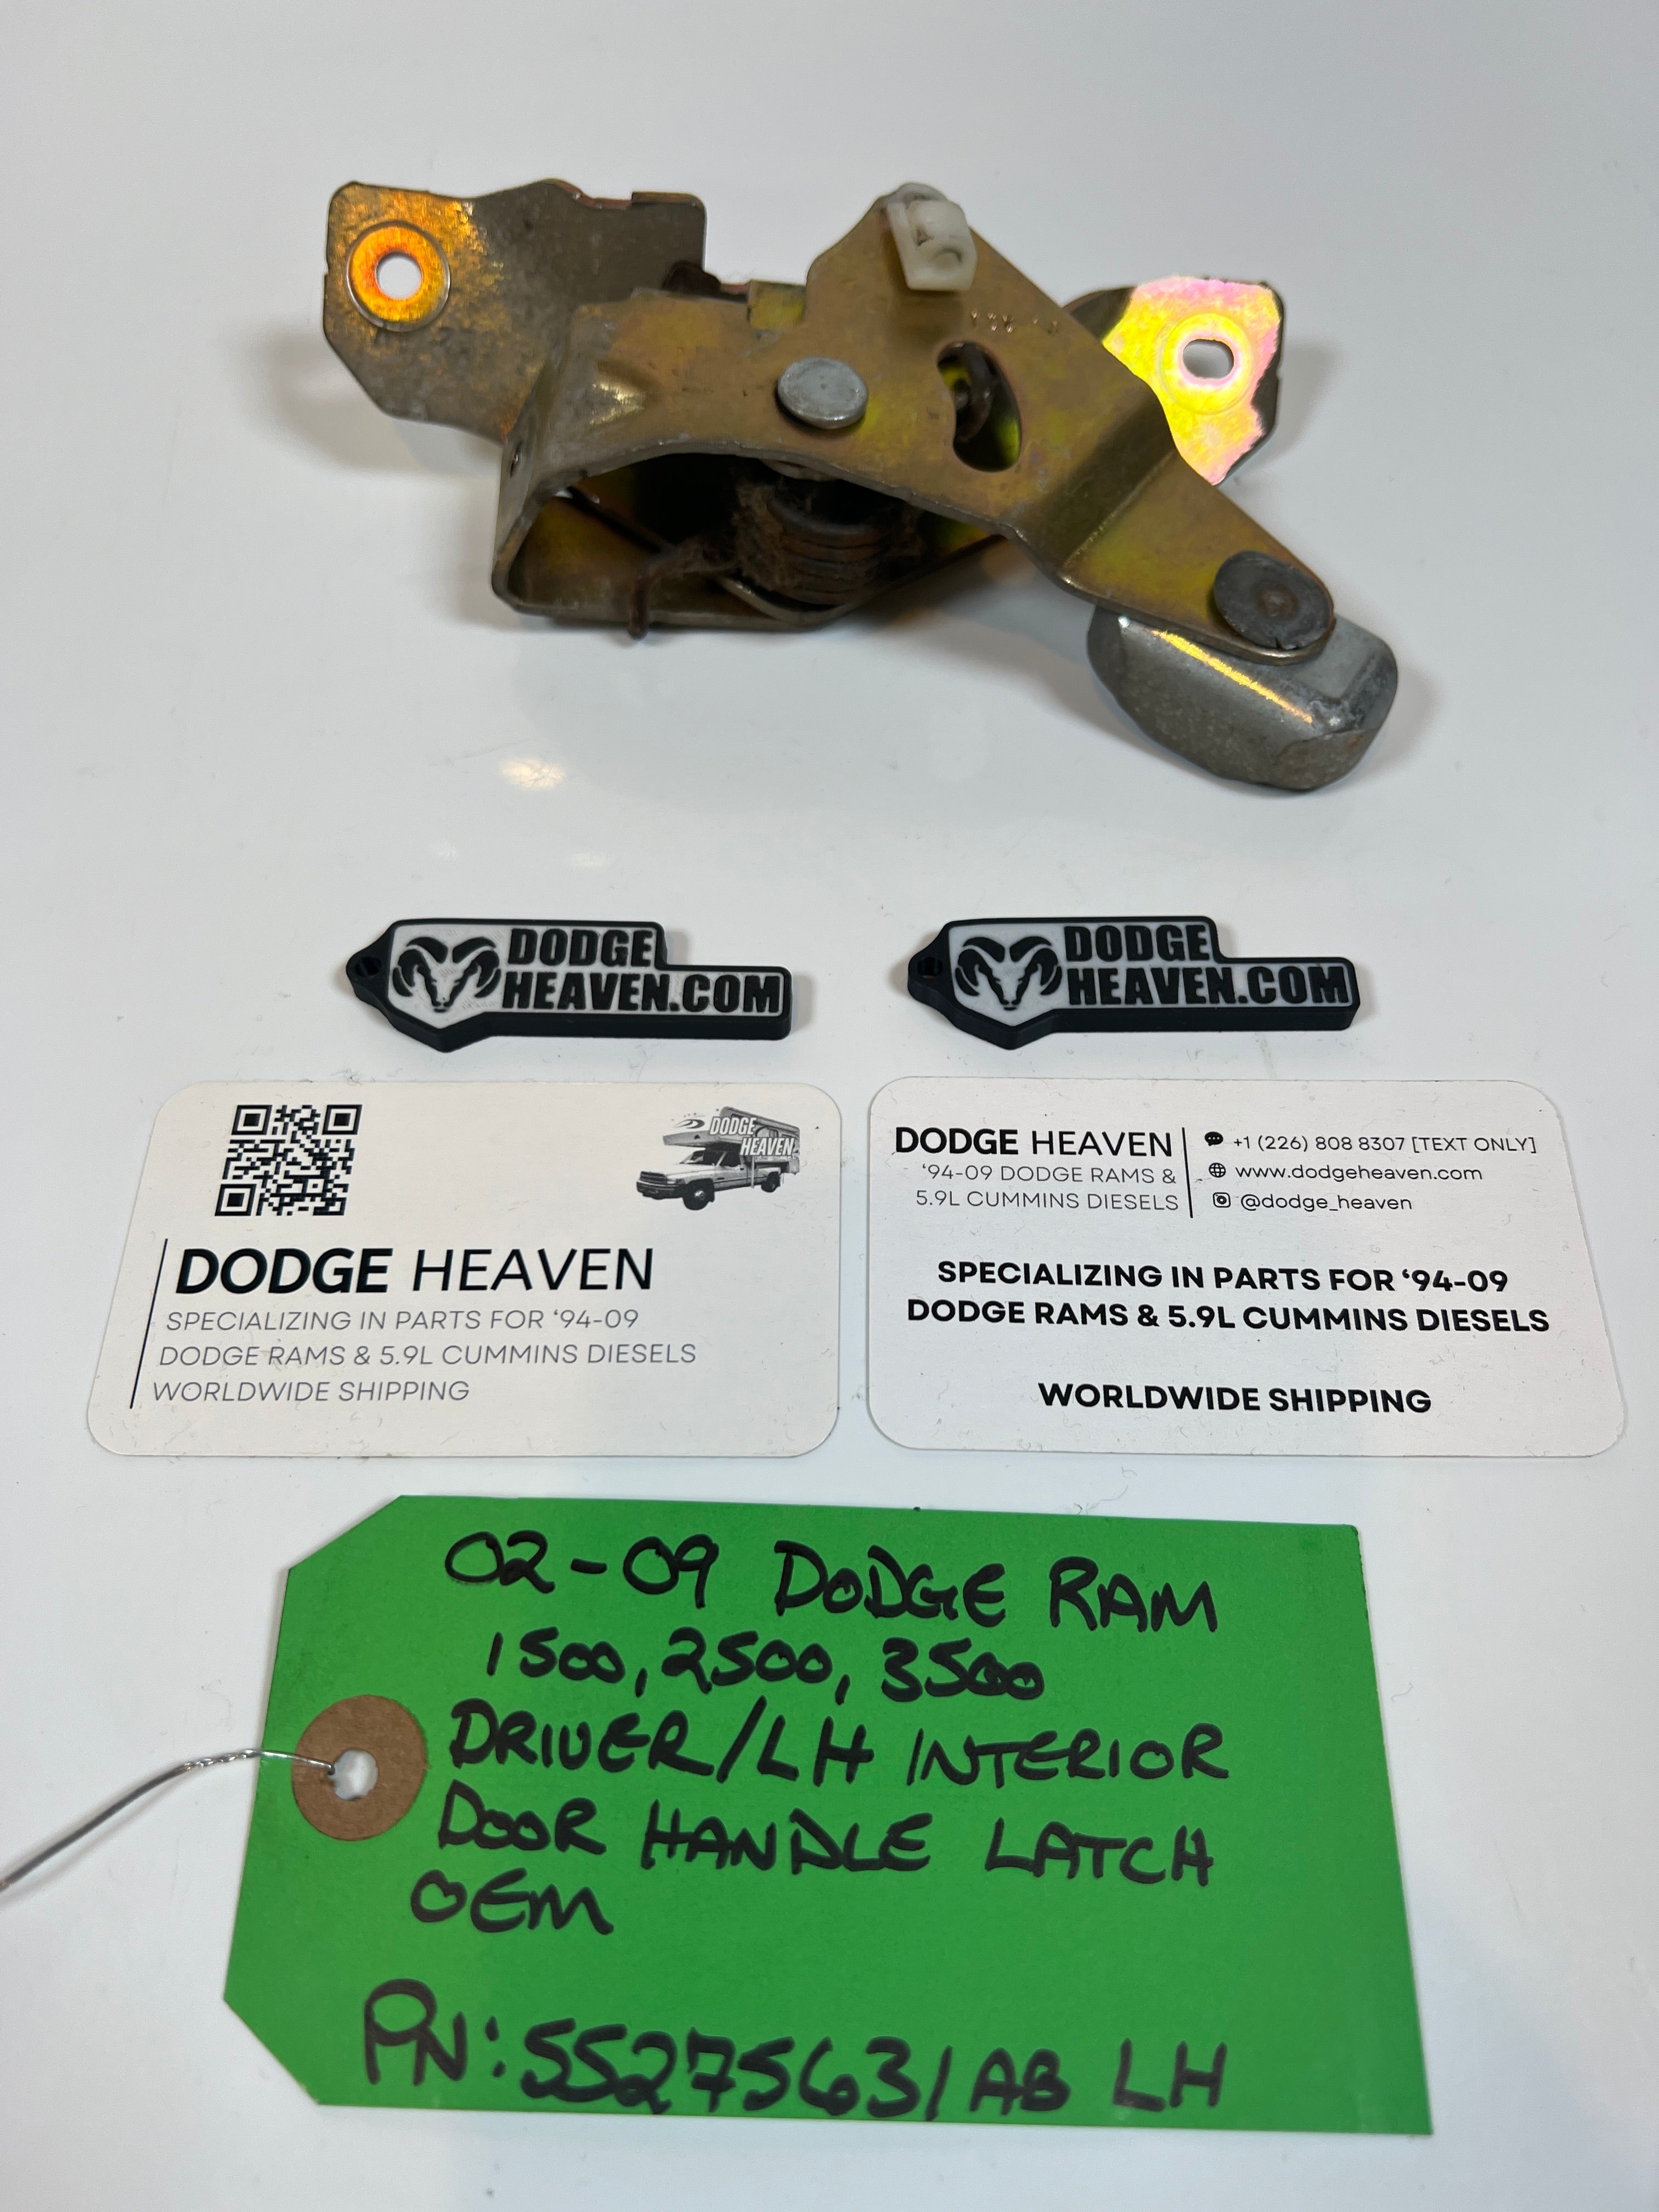 DODGE
HEAVEN.COM
DODGE
HEAVEN.COM
DODGE
HEAVEN
DODGE HEAVEN
SPECIALIZING IN PARTS FOR ‘94-09
DODGE RAMS & 5.9L CUMMINS DIESELS
WORLDWIDE SHIPPING
DODGE HEAVEN
‘94-09 DODGE RAMS &
5.9L CUMMINS DIESELS
+1 (226) 808 8307 [TEXT ONLY]
www.dodgeheaven.com
@dodge_heaven
SPECIALIZING IN PARTS FOR ‘94-09
DODGE RAMS & 5.9L CUMMINS DIESELS
WORLDWIDE SHIPPING
02-09 DODGE RAM
1500, 2500, 3500
DRIVER/LH INTERIOR
DOOR HANDLE LATCH
OEM
PN: 55275631AB LH